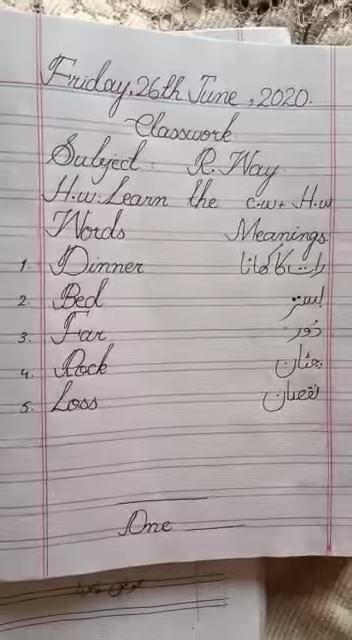 Friday, 26th June, 2020.
Classwork
Subject: R. Way
H.w: Learn the c.w+ H.w
Words Meanings
1. Dinner رات کا کھانا
2. Bed بستر
3. Far دور
4. Rock چٹان
5. Loss نقصان
One